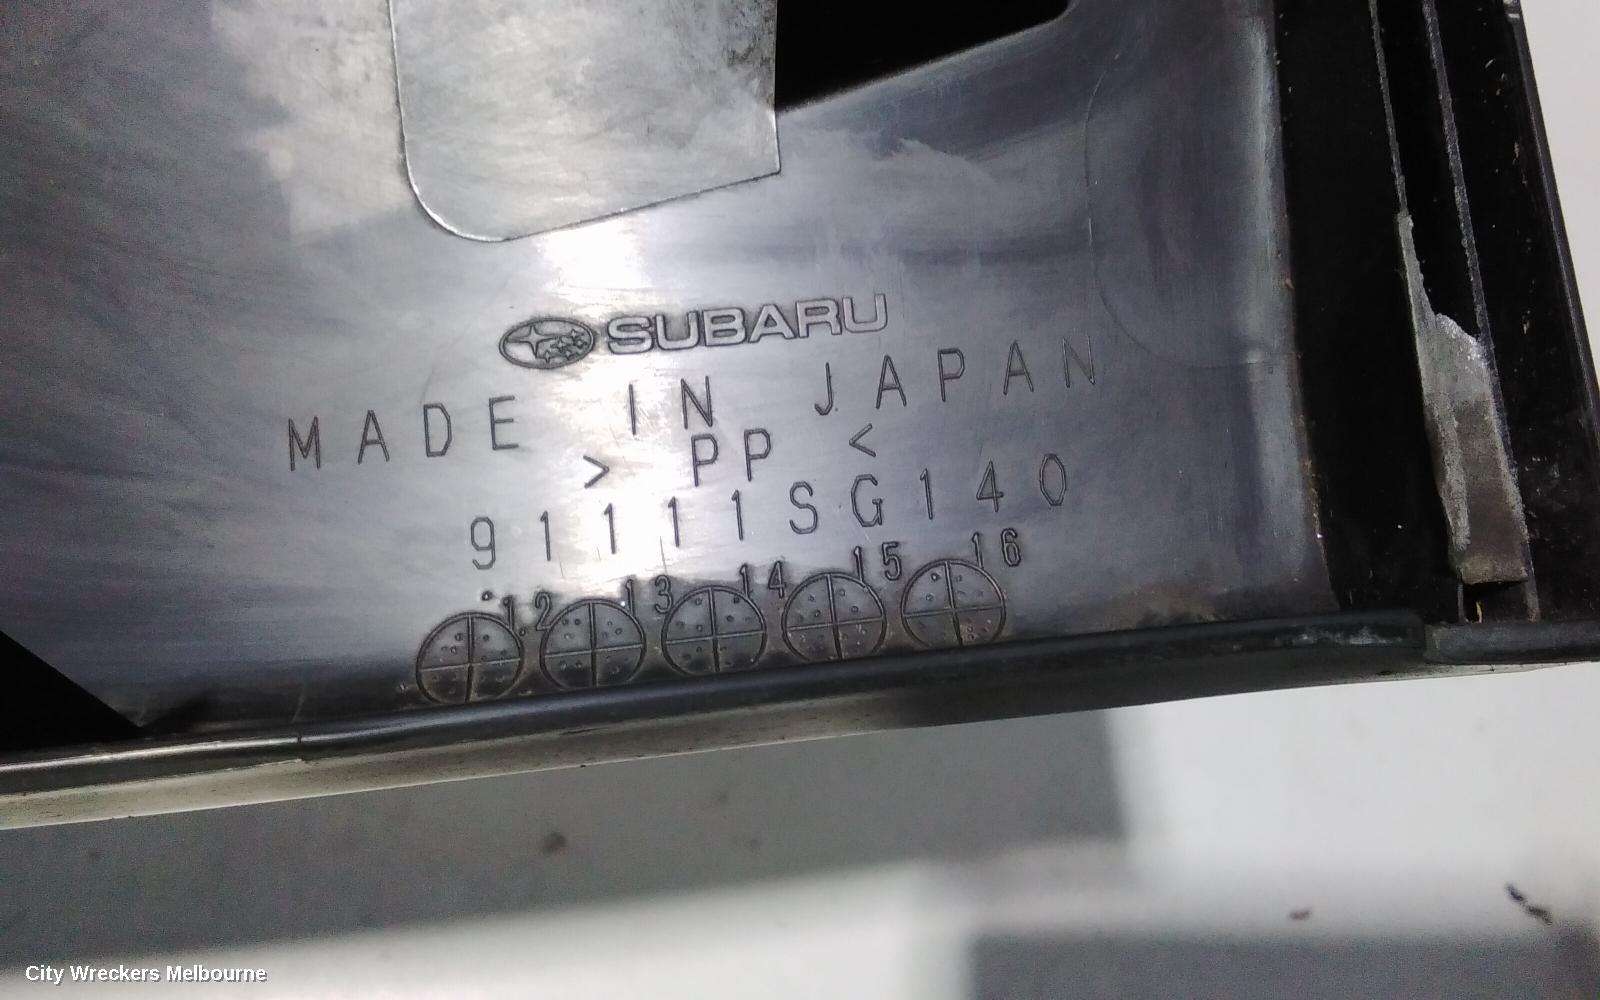 SUBARU
MADE IN JAPAN
> PP <
91111SG140
'12 13 14 15 16
City Wreckers Melbourne